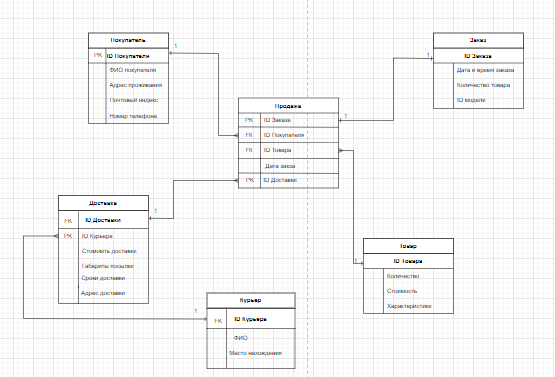 Покупатель
PK ID Покупателя
ФИО покупателя
Адрес проживания
Почтовый индекс
Номер телефона
1
Заказ
1 ID Заказа
Дата и время заказа
Количество товара
ID модели
Продажа
PK ID Заказа
1
FK ID Покупателя
FK ID Товара
Дата заказа
PK ID Доставки
Доставка
FK ID Доставки
1
PK ID Курьера
Стоимость доставки
Габариты посылки
Сроки доставки
Адрес доставки
Товар
1 ID Товара
Количество
Стоимость
Характеристики
Курьер
1
FK ID Курьера
ФИО
Место нахождения